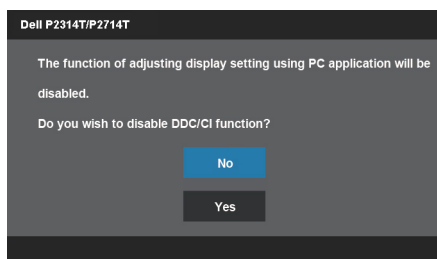 Dell P2314T/P2714T
The function of adjusting display setting using PC application will be
disabled.
Do you wish to disable DDC/CI function?
No
Yes